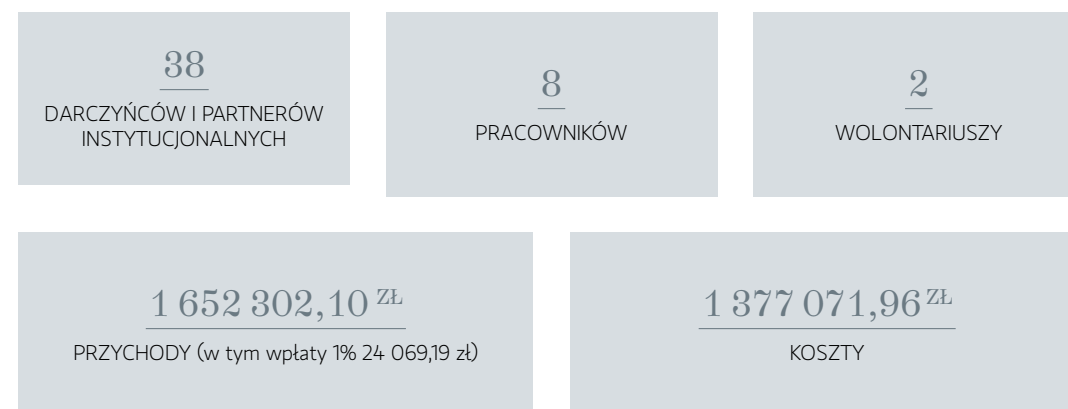 38
DARCZYŃCÓW I PARTNERÓW
INSTYTUCJONALNYCH
8
PRACOWNIKÓW
2
WOLONTARIUSZY
1 652 302,10 ZŁ
PRZYCHODY (w tym wpłaty 1% 24 069,19 zł)
1 377 071,96 ZŁ
KOSZTY